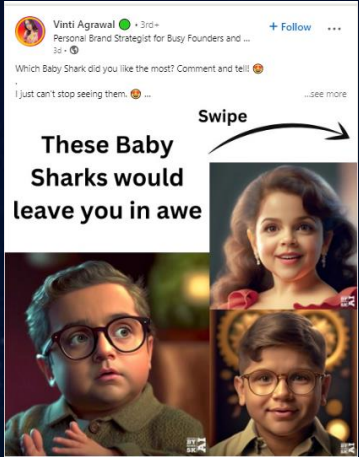 Vinti Agrawal • 3rd+
Personal Brand Strategist for Busy Founders and ...
3d •
+ Follow ...
Which Baby Shark did you like the most? Comment and tell!
.
I just can't stop seeing them. ...
...see more
Swipe
These Baby
Sharks would
leave you in awe